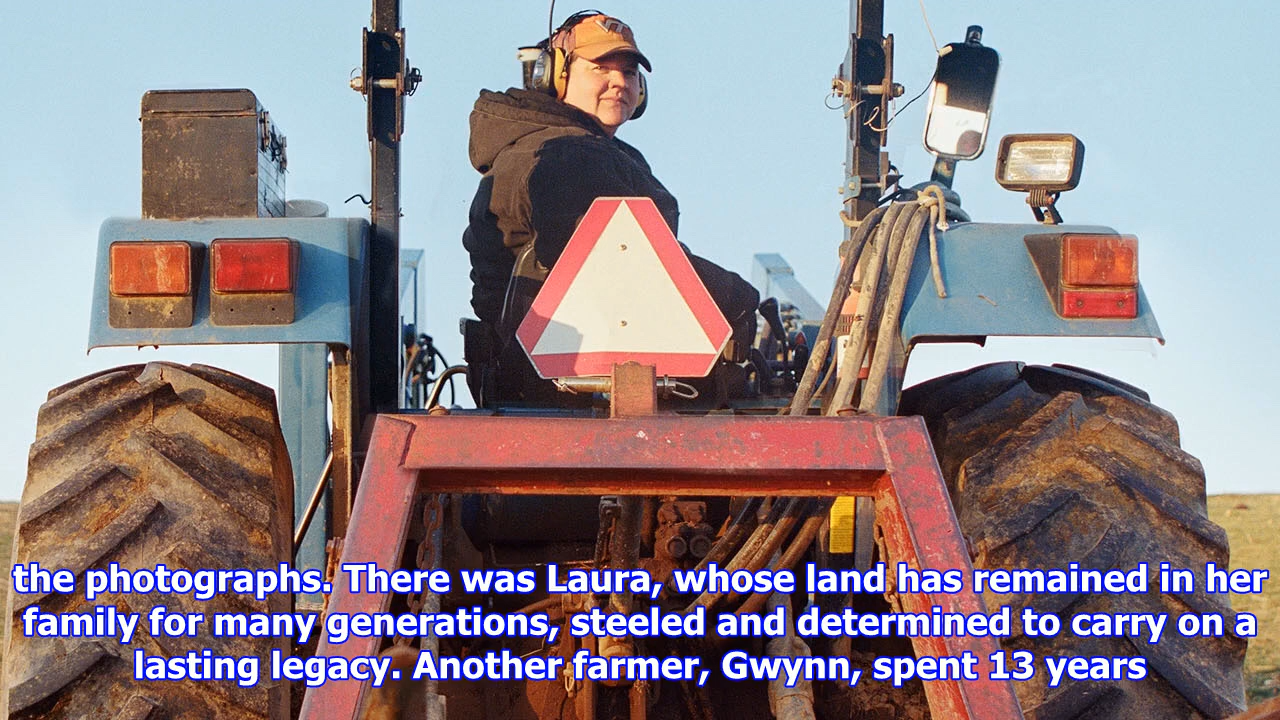 VT
the photographs. There was Laura, whose land has remained in her
family for many generations, steeled and determined to carry on a
lasting legacy. Another farmer, Gwynn, spent 13 years